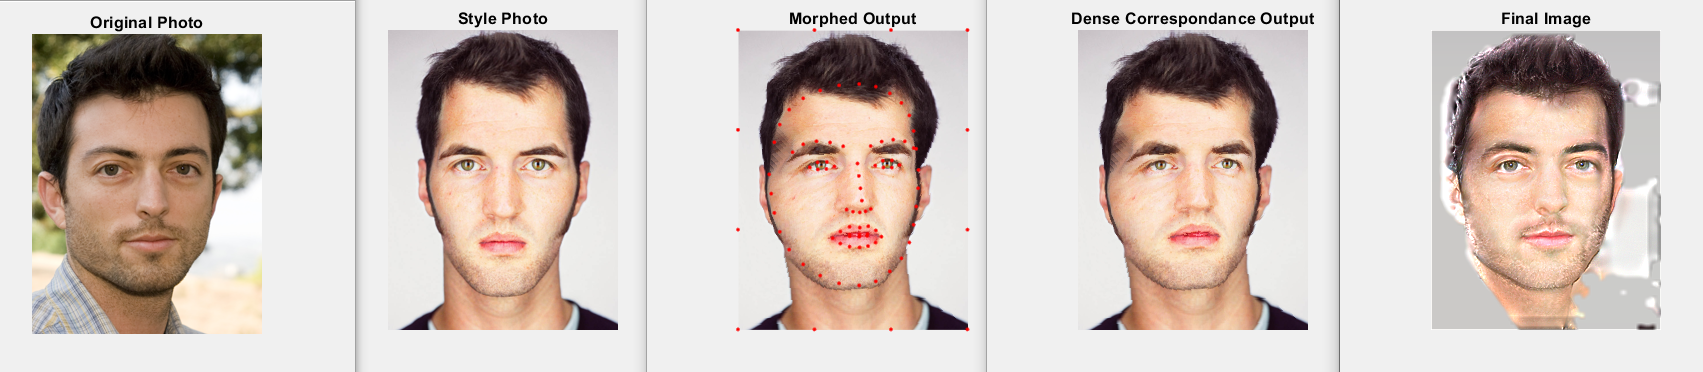 Original Photo
Style Photo
Morphed Output
Dense Correspondance Output
Final Image